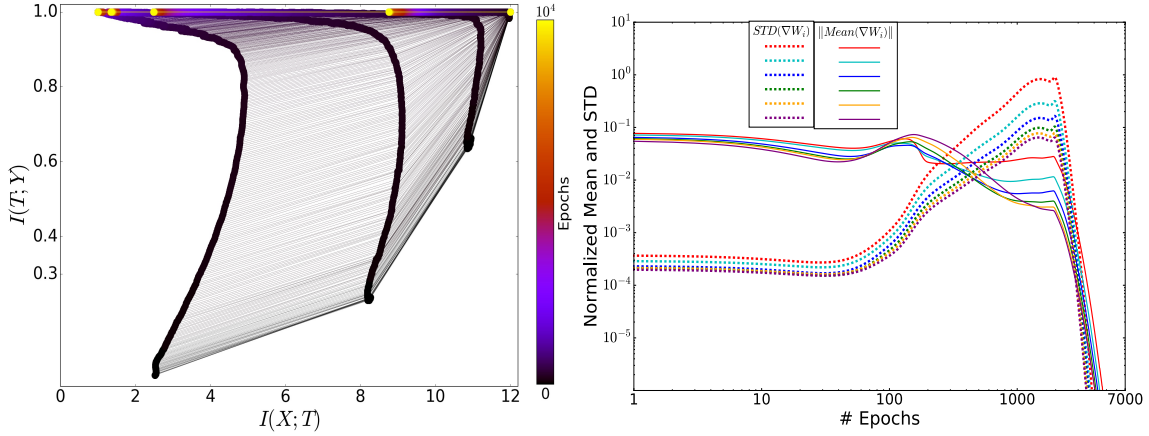 1.0
0.8
0.6
0.4
0.3
I(T;Y)
0 2 4 6 8 10 12
I(X;T)
10^4
Epochs
0
STD(∇W_i) ||Mean(∇W_i)||
10^1
10^0
10^-1
10^-2
10^-3
10^-4
10^-5
Normalized Mean and STD
1 10 100 1000 7000
# Epochs